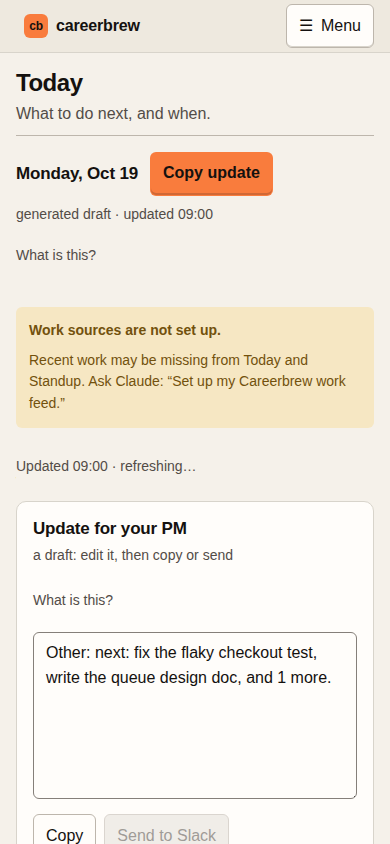 cb careerbrew
☰ Menu
Today
What to do next, and when.
Monday, Oct 19
Copy update
generated draft · updated 09:00
What is this?
Work sources are not set up.
Recent work may be missing from Today and
Standup. Ask Claude: “Set up my Careerbrew work
feed.”
Updated 09:00 · refreshing…
Update for your PM
a draft: edit it, then copy or send
What is this?
Other: next: fix the flaky checkout test,
write the queue design doc, and 1 more.
Copy
Send to Slack